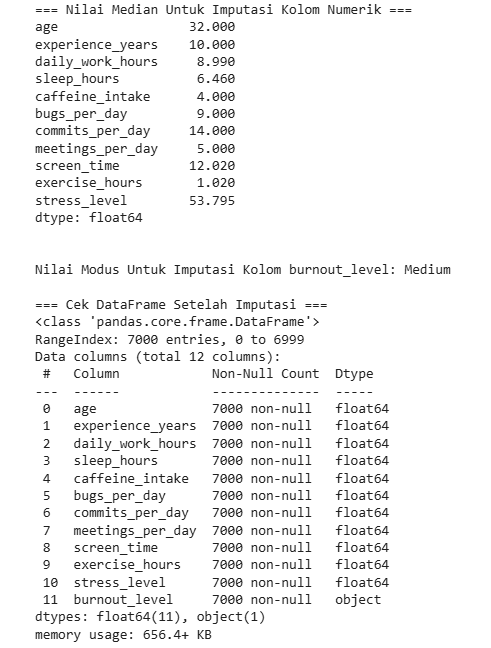 === Nilai Median Untuk Imputasi Kolom Numerik ===
age                 32.000
experience_years    10.000
daily_work_hours     8.990
sleep_hours          6.460
caffeine_intake      4.000
bugs_per_day         9.000
commits_per_day     14.000
meetings_per_day     5.000
screen_time         12.020
exercise_hours       1.020
stress_level        53.795
dtype: float64
Nilai Modus Untuk Imputasi Kolom burnout_level: Medium
=== Cek DataFrame Setelah Imputasi ===
<class 'pandas.core.frame.DataFrame'>
RangeIndex: 7000 entries, 0 to 6999
Data columns (total 12 columns):
 #   Column            Non-Null Count  Dtype
---  ------            --------------  -----
 0   age               7000 non-null   float64
 1   experience_years  7000 non-null   float64
 2   daily_work_hours  7000 non-null   float64
 3   sleep_hours       7000 non-null   float64
 4   caffeine_intake   7000 non-null   float64
 5   bugs_per_day      7000 non-null   float64
 6   commits_per_day   7000 non-null   float64
 7   meetings_per_day  7000 non-null   float64
 8   screen_time       7000 non-null   float64
 9   exercise_hours    7000 non-null   float64
 10  stress_level      7000 non-null   float64
 11  burnout_level     7000 non-null   object
dtypes: float64(11), object(1)
memory usage: 656.4+ KB